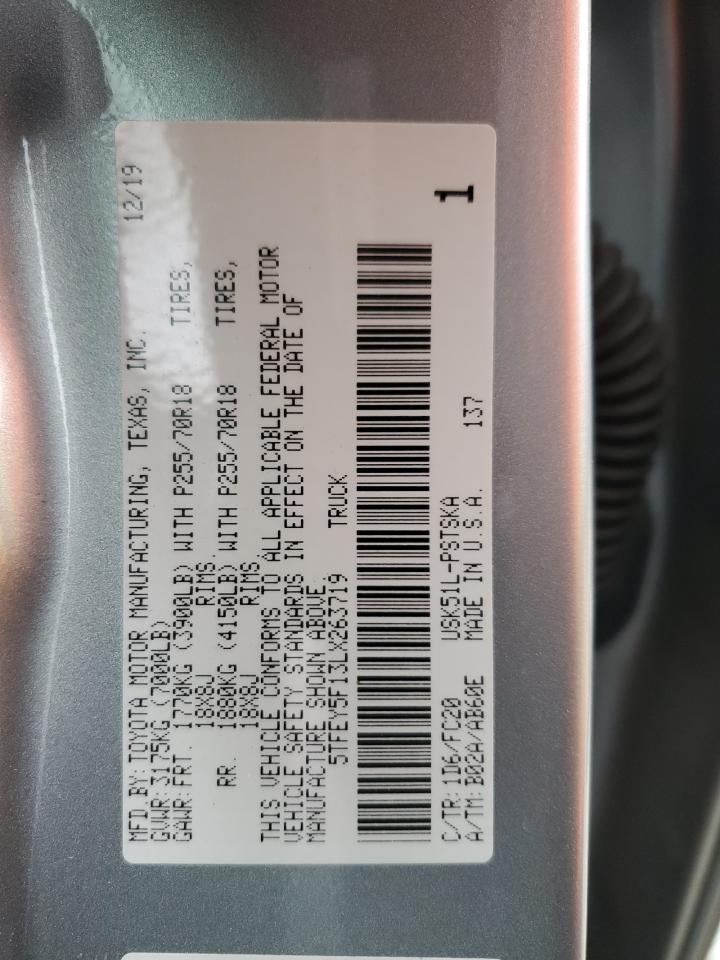 MFD.BY: TOYOTA MOTOR MANUFACTURING, TEXAS, INC. 12/19
GVWR: 3175KG (7000LB)
GAWR: FRT. 1770KG (3900LB) WITH P255/70R18 TIRES,
18X8J RIMS.
RR. 1880KG (4150LB) WITH P255/70R18 TIRES,
18X8J RIMS
THIS VEHICLE CONFORMS TO ALL APPLICABLE FEDERAL MOTOR
VEHICLE SAFETY STANDARDS IN EFFECT ON THE DATE OF
MANUFACTURE SHOWN ABOVE
5TFEY5F13LX263719 TRUCK
C/TR: 1D6/FC20 USK51L-PSTSKA
A/TM: B02A/AB60E MADE IN U.S.A. 137 1